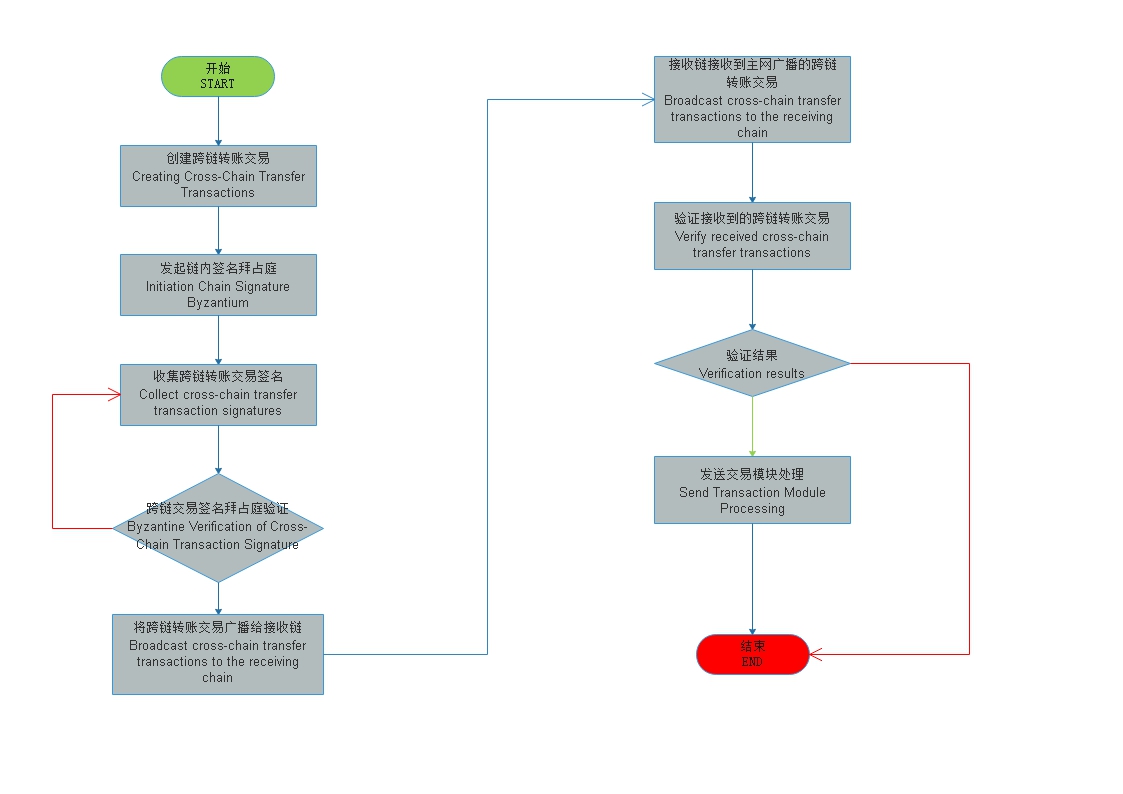 开始
START
创建跨链转账交易
Creating Cross-Chain Transfer
Transactions
发起链内签名拜占庭
Initiation Chain Signature
Byzantium
收集跨链转账交易签名
Collect cross-chain transfer
transaction signatures
跨链交易签名拜占庭验证
Byzantine Verification of Cross-
Chain Transaction Signature
将跨链转账交易广播给接收链
Broadcast cross-chain transfer
transactions to the receiving
chain
接收链接收到主网广播的跨链
转账交易
Broadcast cross-chain transfer
transactions to the receiving
chain
验证接收到的跨链转账交易
Verify received cross-chain
transfer transactions
验证结果
Verification results
发送交易模块处理
Send Transaction Module
Processing
结束
END